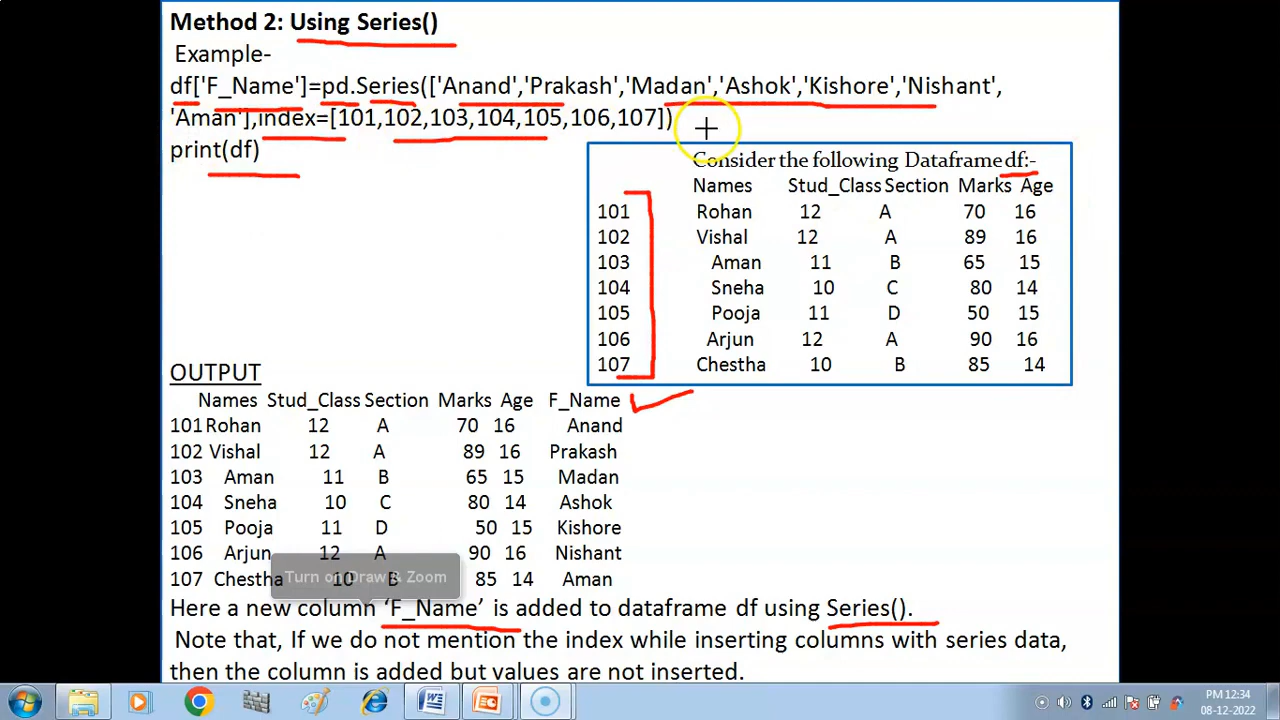 Method 2: Using Series()
Example-
df['F_Name']=pd.Series(['Anand','Prakash','Madan','Ashok','Kishore','Nishant',
'Aman'],index=[101,102,103,104,105,106,107])
print(df)
Consider the following Dataframe df:-
Names Stud_Class Section Marks Age
101 Rohan 12 A 70 16
102 Vishal 12 A 89 16
103 Aman 11 B 65 15
104 Sneha 10 C 80 14
105 Pooja 11 D 50 15
106 Arjun 12 A 90 16
107 Chestha 10 B 85 14
OUTPUT
Names Stud_Class Section Marks Age F_Name
101 Rohan 12 A 70 16 Anand
102 Vishal 12 A 89 16 Prakash
103 Aman 11 B 65 15 Madan
104 Sneha 10 C 80 14 Ashok
105 Pooja 11 D 50 15 Kishore
106 Arjun 12 A 90 16 Nishant
107 Chestha 10 B 85 14 Aman
Turn on Draw & Zoom
Here a new column ‘F_Name’ is added to dataframe df using Series().
Note that, If we do not mention the index while inserting columns with series data,
then the column is added but values are not inserted.
PM 12:34
08-12-2022